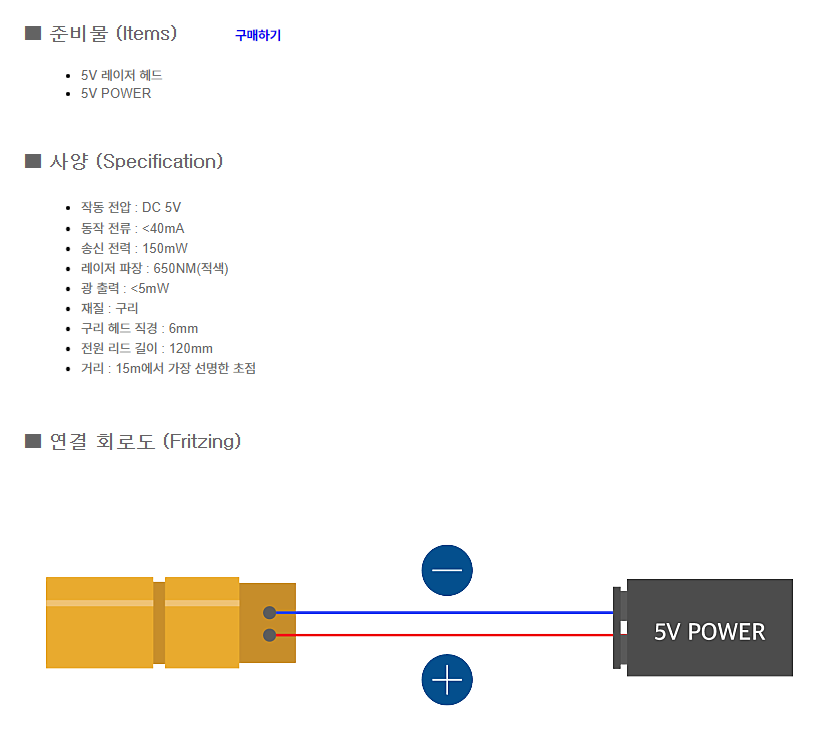 ■ 준비물 (Items) 구매하기
• 5V 레이저 헤드
• 5V POWER
■ 사양 (Specification)
• 작동 전압 : DC 5V
• 동작 전류 : <40mA
• 송신 전력 : 150mW
• 레이저 파장 : 650NM(적색)
• 광 출력 : <5mW
• 재질 : 구리
• 구리 헤드 직경 : 6mm
• 전원 리드 길이 : 120mm
• 거리 : 15m에서 가장 선명한 초점
■ 연결 회로도 (Fritzing)
5V POWER